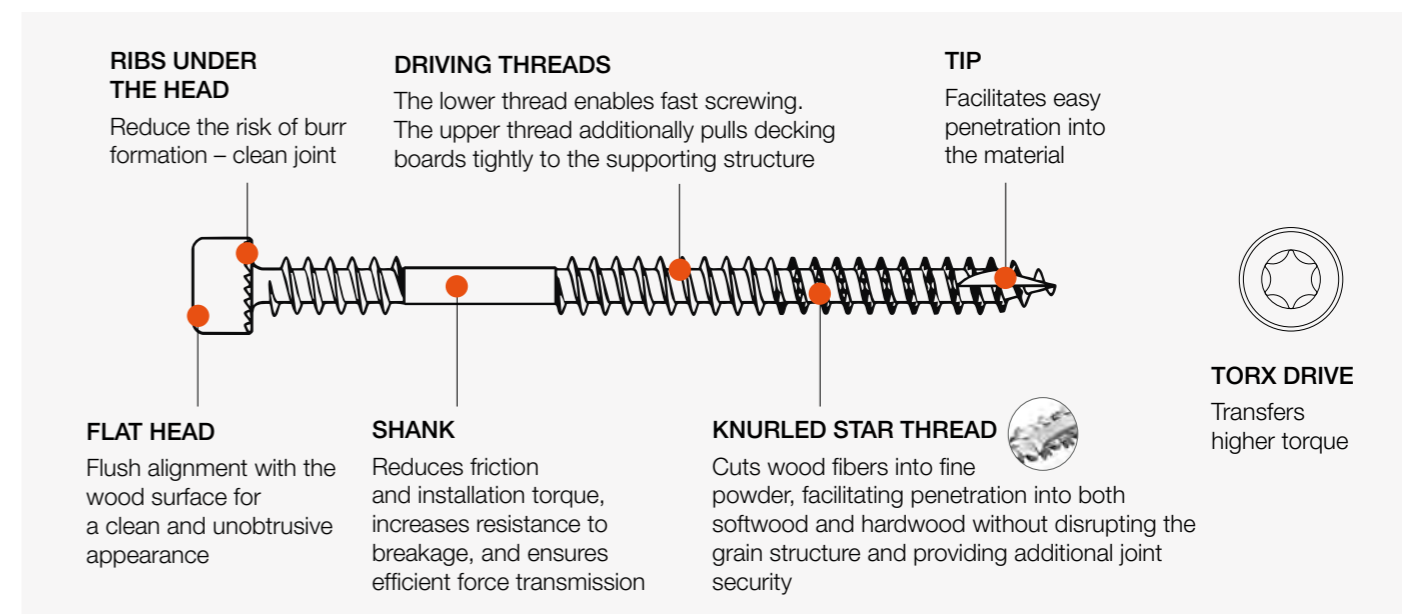 RIBS UNDER
THE HEAD
Reduce the risk of burr
formation – clean joint
DRIVING THREADS
The lower thread enables fast screwing.
The upper thread additionally pulls decking
boards tightly to the supporting structure
TIP
Facilitates easy
penetration into
the material
TORX DRIVE
Transfers
higher torque
FLAT HEAD
Flush alignment with the
wood surface for
a clean and unobtrusive
appearance
SHANK
Reduces friction
and installation torque,
increases resistance to
breakage, and ensures
efficient force transmission
KNURLED STAR THREAD
Cuts wood fibers into fine
powder, facilitating penetration into both
softwood and hardwood without disrupting the
grain structure and providing additional joint
security